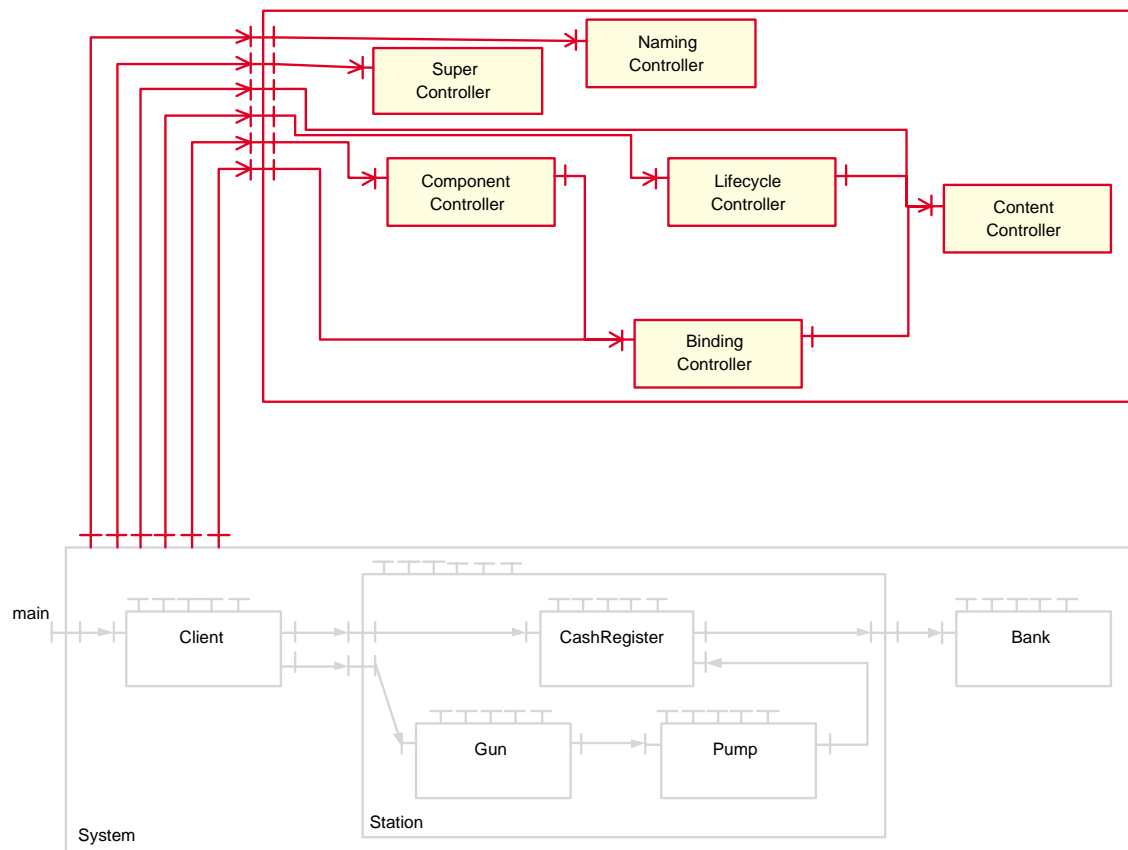 Naming
Controller
Super
Controller
Component
Controller
Lifecycle
Controller
Content
Controller
Binding
Controller
main
Client
CashRegister
Bank
Gun
Pump
Station
System